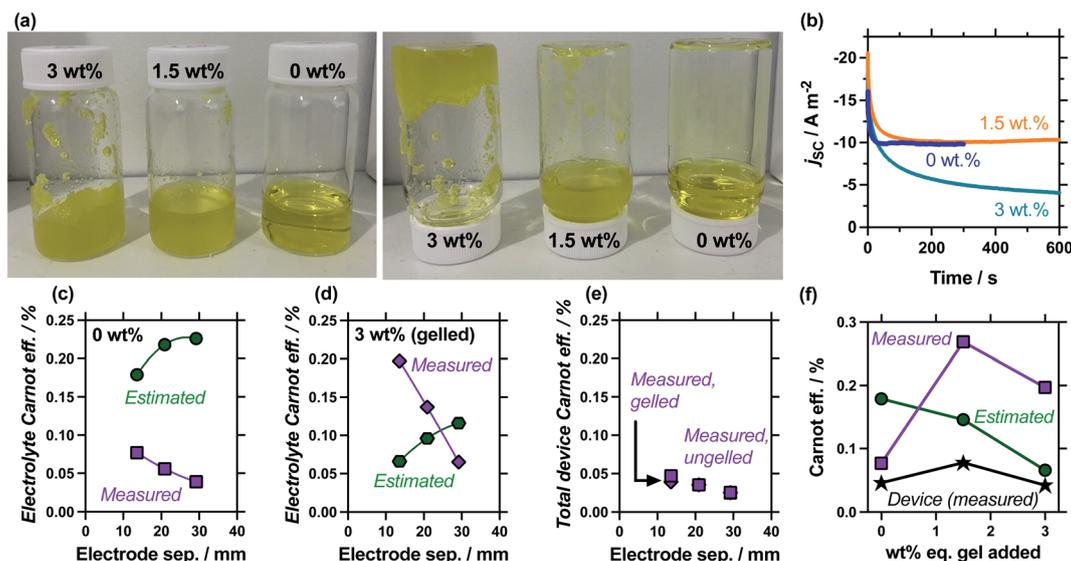 (a)
3 wt%
1.5 wt%
0 wt%
3 wt%
1.5 wt%
0 wt%
(b)
-20
-15
-10
-5
0
jSC / A m-2
1.5 wt.%
0 wt.%
3 wt.%
0 200 400 600
Time / s
(c)
0.25
0.20
0.15
0.10
0.05
0.00
Electrolyte Carnot eff. / %
0 wt%
Estimated
Measured
0 10 20 30 40
Electrode sep. / mm
(d)
0.25
0.20
0.15
0.10
0.05
0.00
Electrolyte Carnot eff. / %
3 wt% (gelled)
Measured
Estimated
0 10 20 30 40
Electrode sep. / mm
(e)
0.25
0.20
0.15
0.10
0.05
0.00
Total device Carnot eff. / %
Measured,
gelled
Measured,
ungelled
0 10 20 30 40
Electrode sep. / mm
(f)
0.3
0.2
0.1
0.0
Carnot eff. / %
Measured
Estimated
Device (measured)
0 1 2 3
wt% eq. gel added